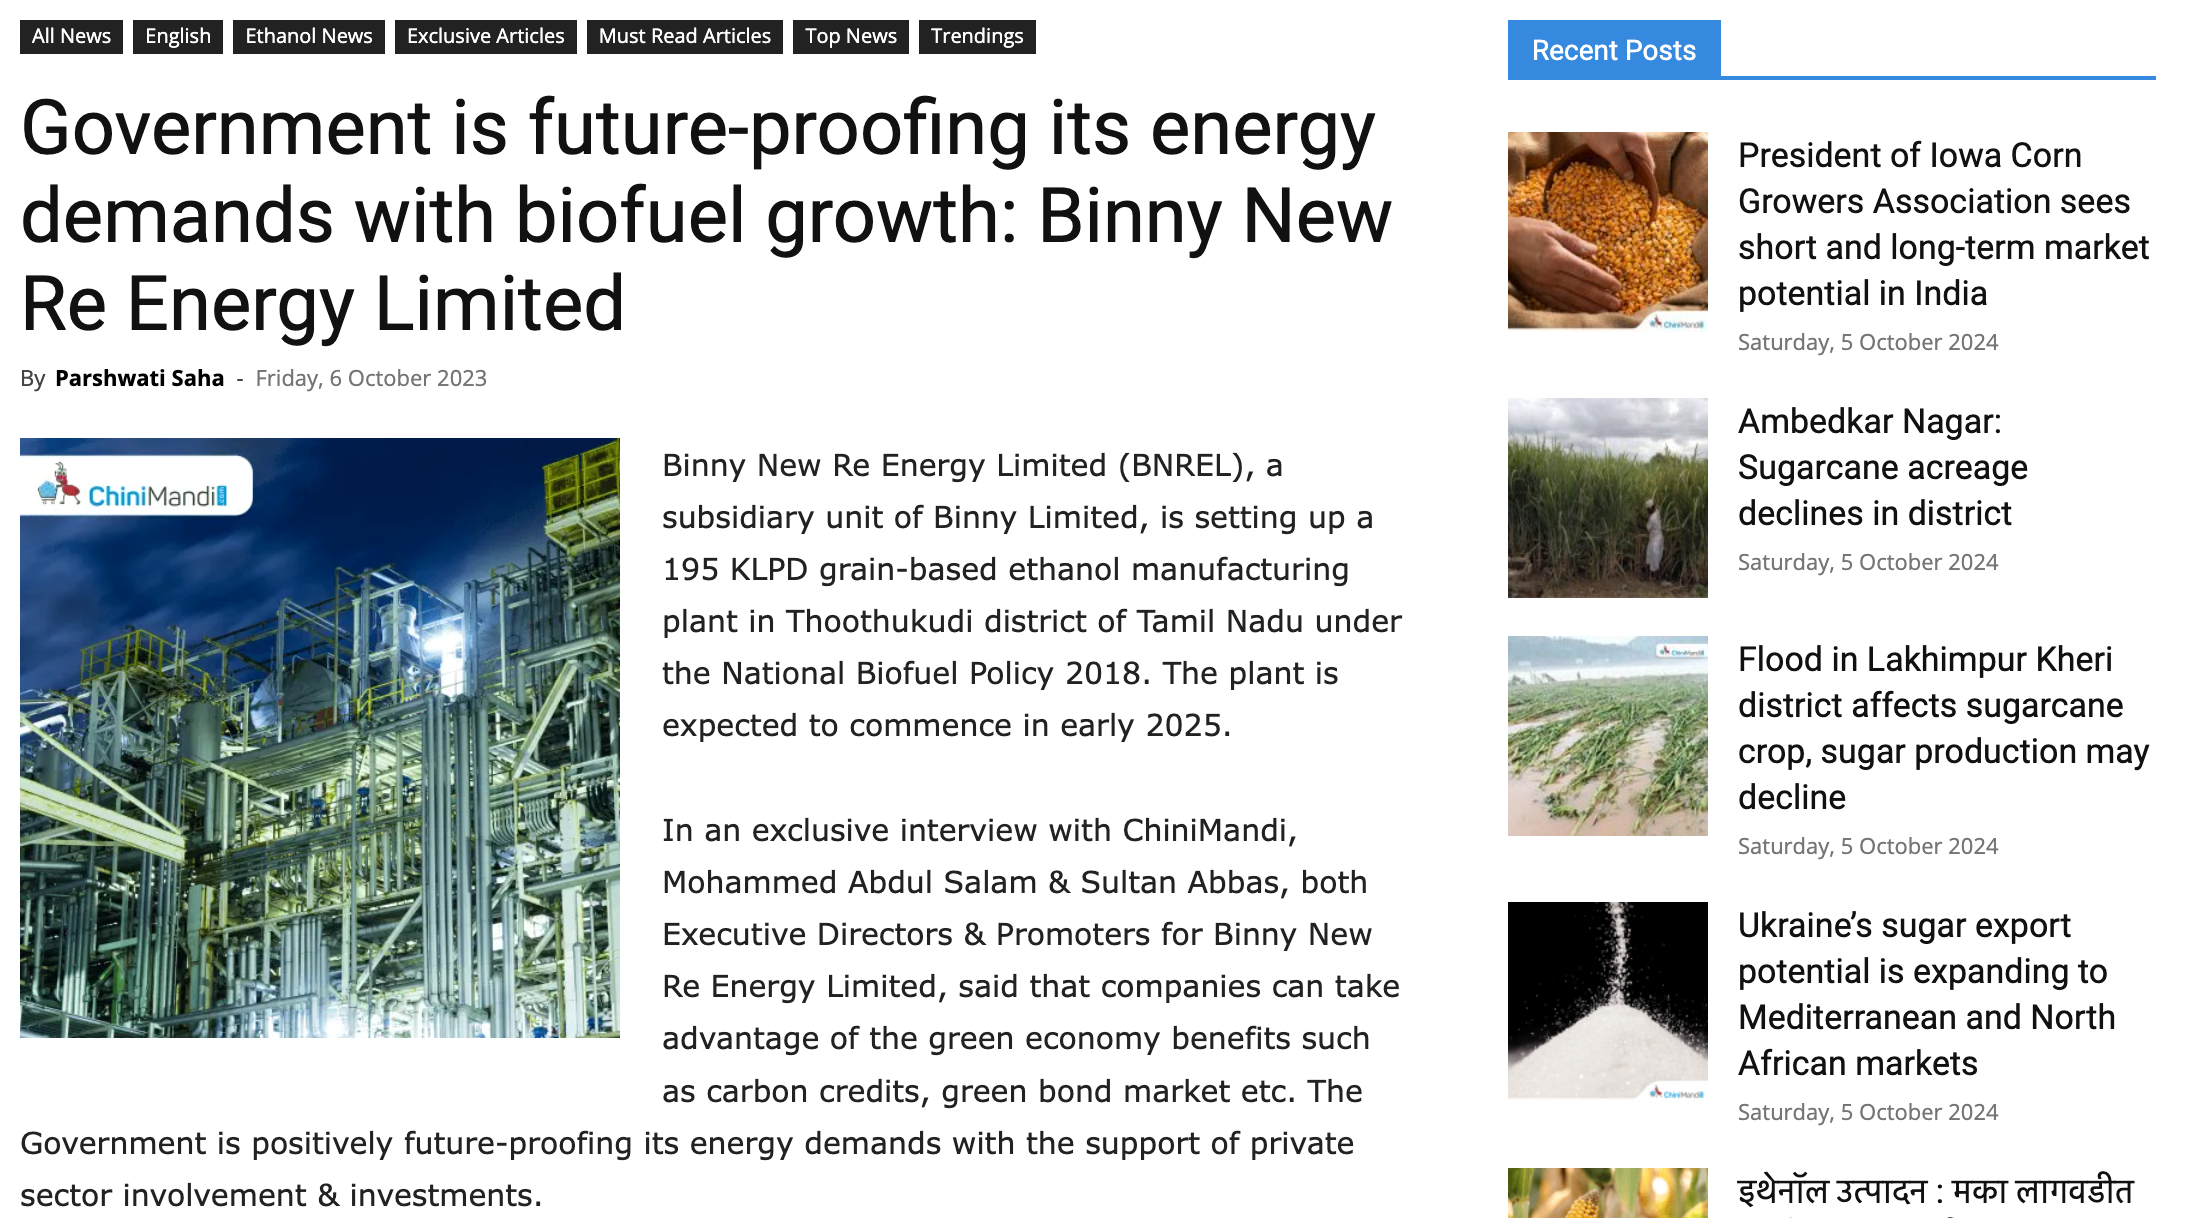 All News English Ethanol News Exclusive Articles Must Read Articles Top News Trendings
Government is future-proofing its energy
demands with biofuel growth: Binny New
Re Energy Limited
By Parshwati Saha - Friday, 6 October 2023
ChiniMandi.com
Binny New Re Energy Limited (BNREL), a
subsidiary unit of Binny Limited, is setting up a
195 KLPD grain-based ethanol manufacturing
plant in Thoothukudi district of Tamil Nadu under
the National Biofuel Policy 2018. The plant is
expected to commence in early 2025.
In an exclusive interview with ChiniMandi,
Mohammed Abdul Salam & Sultan Abbas, both
Executive Directors & Promoters for Binny New
Re Energy Limited, said that companies can take
advantage of the green economy benefits such
as carbon credits, green bond market etc. The
Government is positively future-proofing its energy demands with the support of private
sector involvement & investments.
Recent Posts
President of Iowa Corn
Growers Association sees
short and long-term market
potential in India
Saturday, 5 October 2024
ChiniMandi
Ambedkar Nagar:
Sugarcane acreage
declines in district
Saturday, 5 October 2024
ChiniMandi
Flood in Lakhimpur Kheri
district affects sugarcane
crop, sugar production may
decline
Saturday, 5 October 2024
Ukraine’s sugar export
potential is expanding to
Mediterranean and North
African markets
ChiniMandi
Saturday, 5 October 2024
इथेनॉल उत्पादन : मका लागवडीत